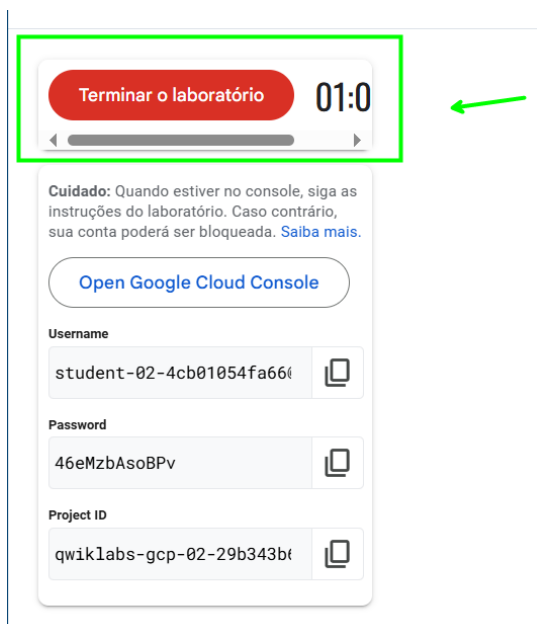 Terminar o laboratório
01:0
Cuidado: Quando estiver no console, siga as
instruções do laboratório. Caso contrário,
sua conta poderá ser bloqueada. Saiba mais.
Open Google Cloud Console
Username
student-02-4cb01054fa66
Password
46eMzbAsoBPv
Project ID
qwiklabs-gcp-02-29b343b